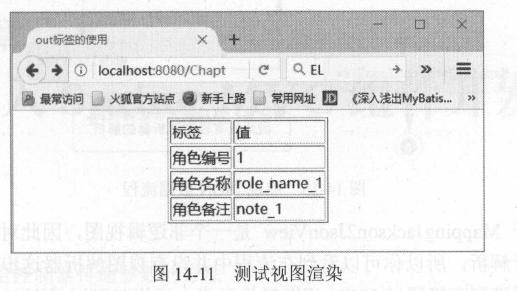 out标签的使用
localhost:8080/Chapt
EL
最常访问 火狐官方站点 新手上路 常用网址 JD 《深入浅出MyBatis...
标签 值
角色编号 1
角色名称 role_name_1
角色备注 note_1
图 14-11 测试视图渲染